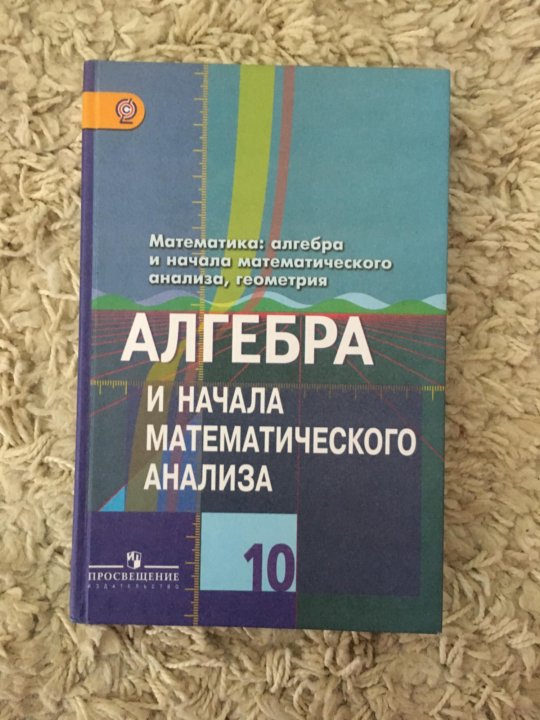 Математика: алгебра
и начала математического
анализа, геометрия
АЛГЕБРА
И НАЧАЛА
МАТЕМАТИЧЕСКОГО
АНАЛИЗА
10
ПРОСВЕЩЕНИЕ
ИЗДАТЕЛЬСТВО